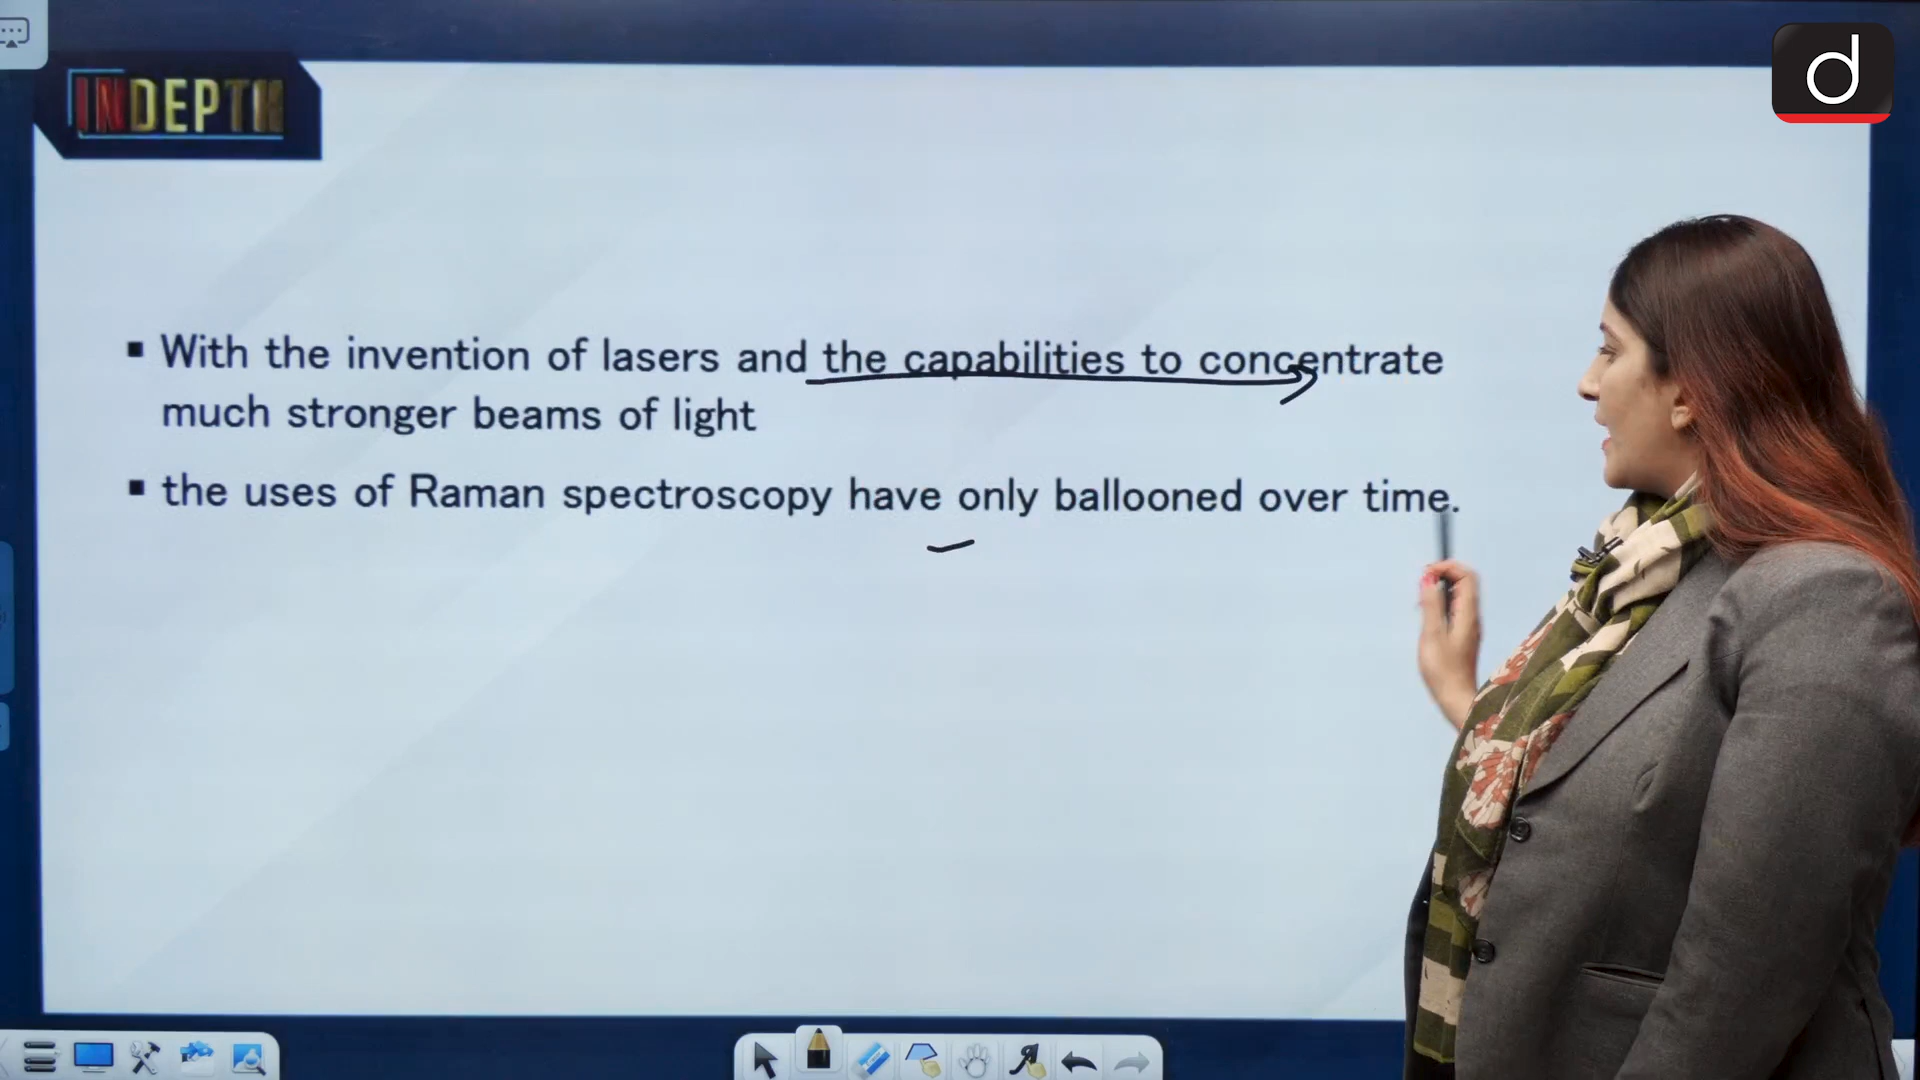 INDEPTH
d
With the invention of lasers and the capabilities to concentrate
much stronger beams of light
the uses of Raman spectroscopy have only ballooned over time.